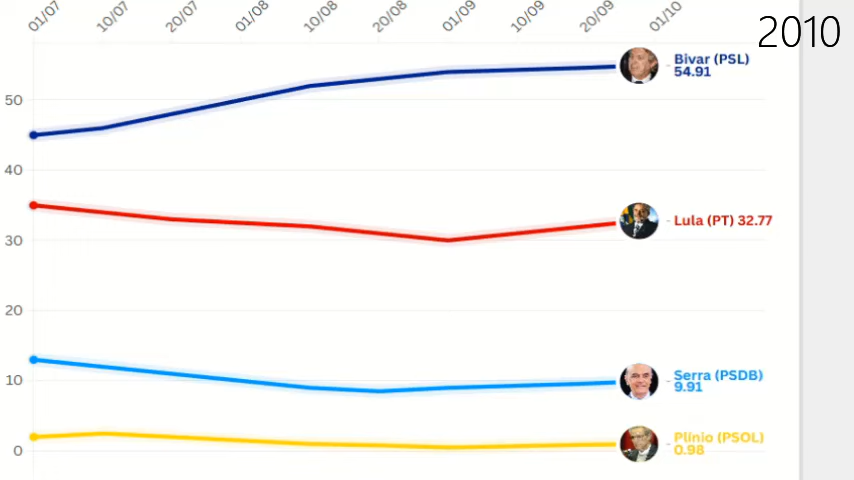 01/07 10/07 20/07 01/08 10/08 20/08 01/09 10/09 20/09 01/10
2010
Bivar (PSL)
54.91
50
40
Lula (PT) 32.77
30
20
Serra (PSDB)
9.91
10
Plínio (PSOL)
0.98
0